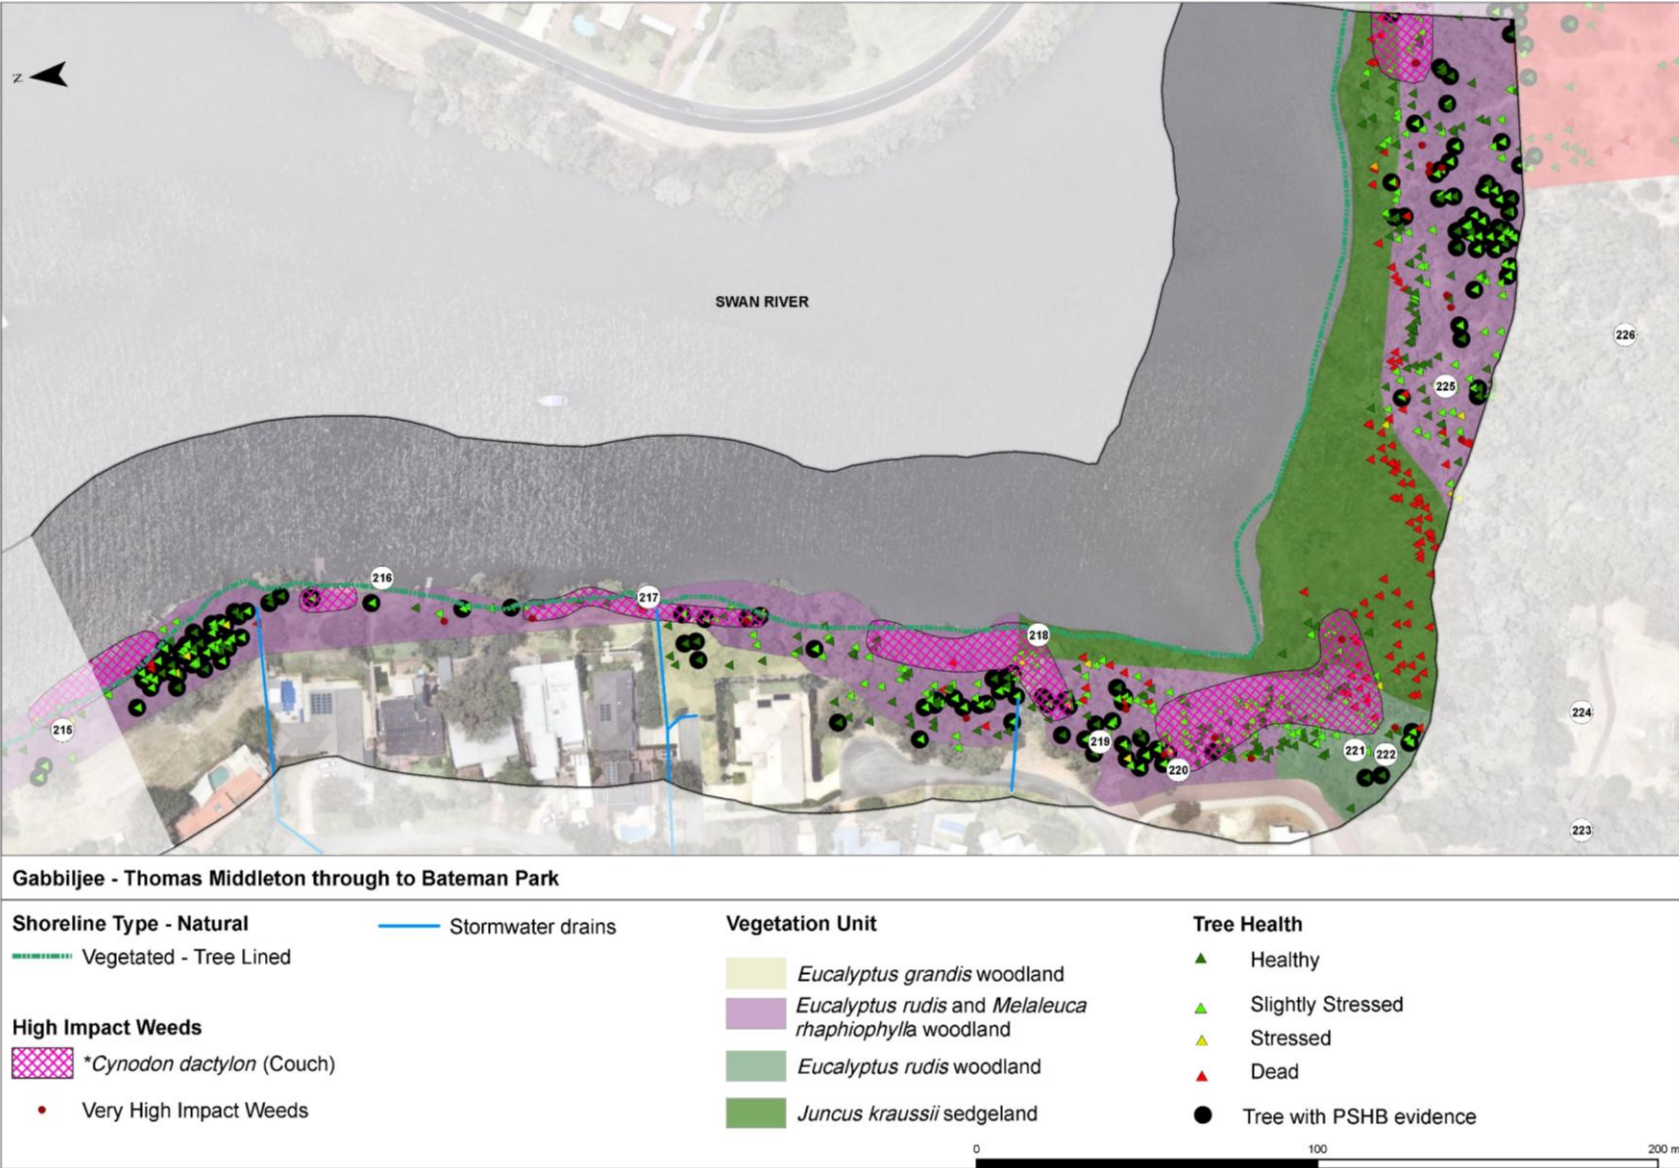 N
SWAN RIVER
226
225
216
217
218
215
224
219
221
222
220
223
Gabbiljee - Thomas Middleton through to Bateman Park
Shoreline Type - Natural
Vegetated - Tree Lined
Stormwater drains
High Impact Weeds
*Cynodon dactylon (Couch)
Very High Impact Weeds
Vegetation Unit
Eucalyptus grandis woodland
Eucalyptus rudis and Melaleuca
rhaphiophylla woodland
Eucalyptus rudis woodland
Juncus kraussii sedgeland
Tree Health
Healthy
Slightly Stressed
Stressed
Dead
Tree with PSHB evidence
0 100 200 m